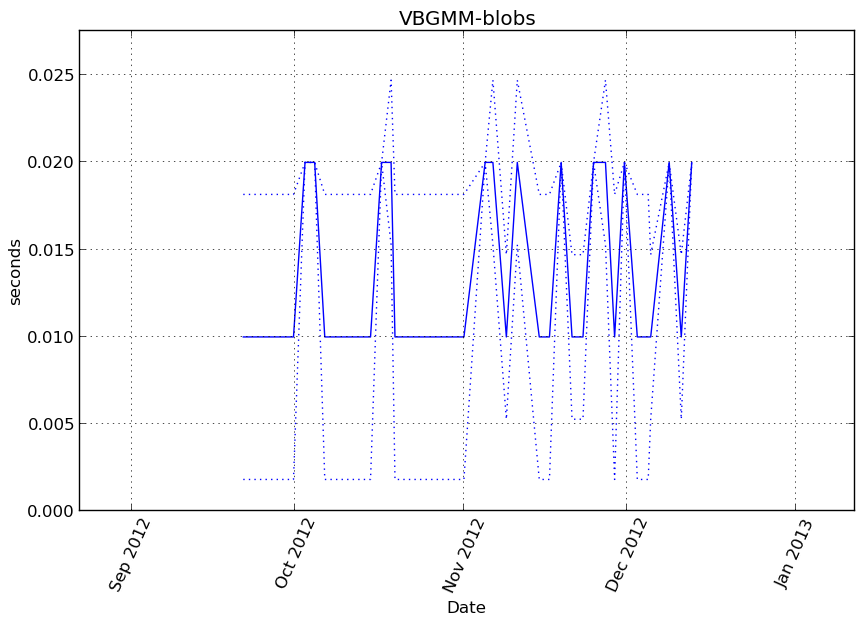 VBGMM-blobs
0.025
0.020
0.015
0.010
0.005
0.000
seconds
Sep 2012
Oct 2012
Nov 2012
Dec 2012
Jan 2013
Date